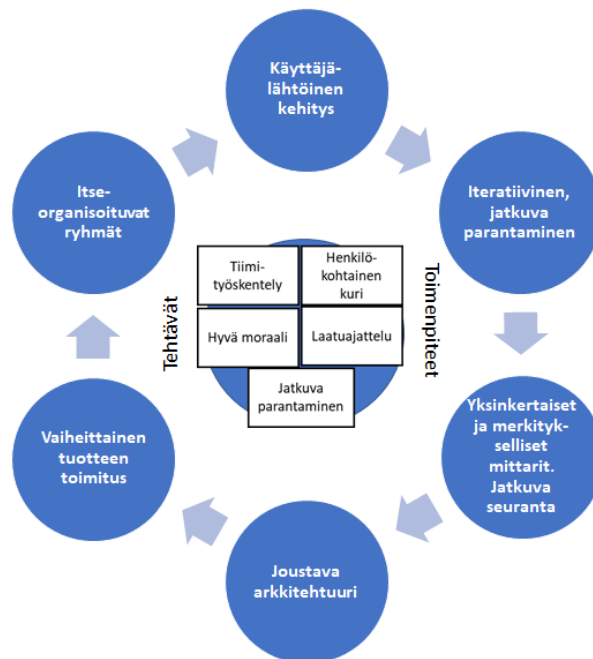 Käyttäjä-
lähtöinen
kehitys
Iteratiivinen,
jatkuva
parantaminen
Yksinkertaiset
ja merkityk-
selliset
mittarit.
Jatkuva
seuranta
Joustava
arkkitehtuuri
Vaiheittainen
tuotteen
toimitus
Itse-
organisoituvat
ryhmät
Tehtävät
Tiimi-
työskentely
Henkilö-
kohtainen
kuri
Hyvä moraali
Laatuajattelu
Jatkuva
parantaminen
Toimenpiteet